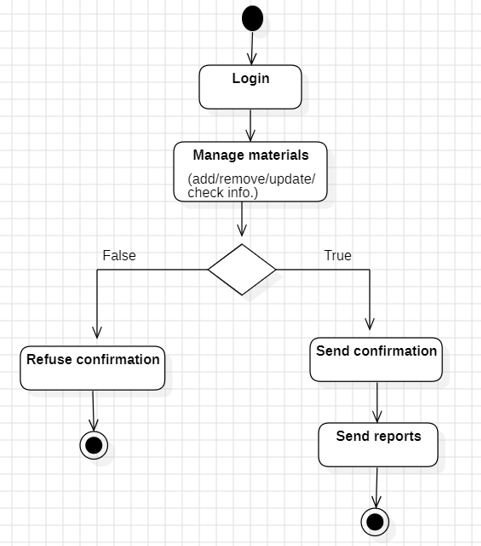 Login
Manage materials
(add/remove/update/
check info.)
False
True
Refuse confirmation
Send confirmation
Send reports